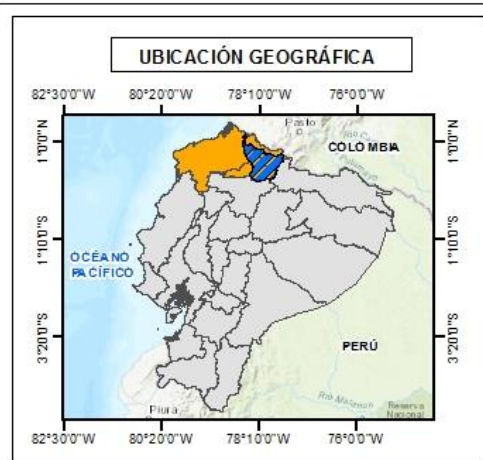 UBICACIÓN GEOGRÁFICA
82°30'0"W 80°20'0"W 78°10'0"W 76°0'0"W
Pasto
COLOMBIA
1°0'0"N
1°0'0"N
OCÉANO
PACÍFICO
1°10'0"S
1°10'0"S
3°20'0"S
3°20'0"S
PERÚ
Piura
Reserva
Nacional
82°30'0"W 80°20'0"W 78°10'0"W 76°0'0"W